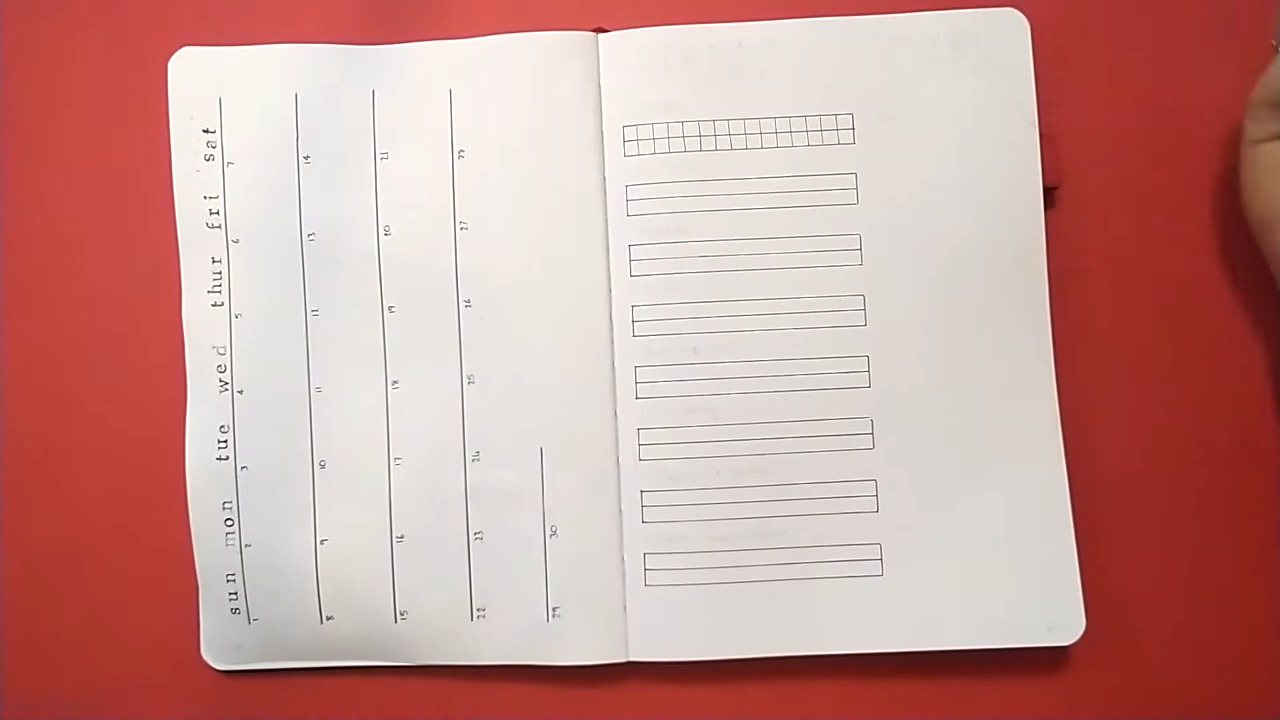 sun mon tue wed thur fri sat
1 2 3 4 5 6 7
8 9 10 11 12 13 14
15 16 17 18 19 20 21
22 23 24 25 26 27 28
29 30